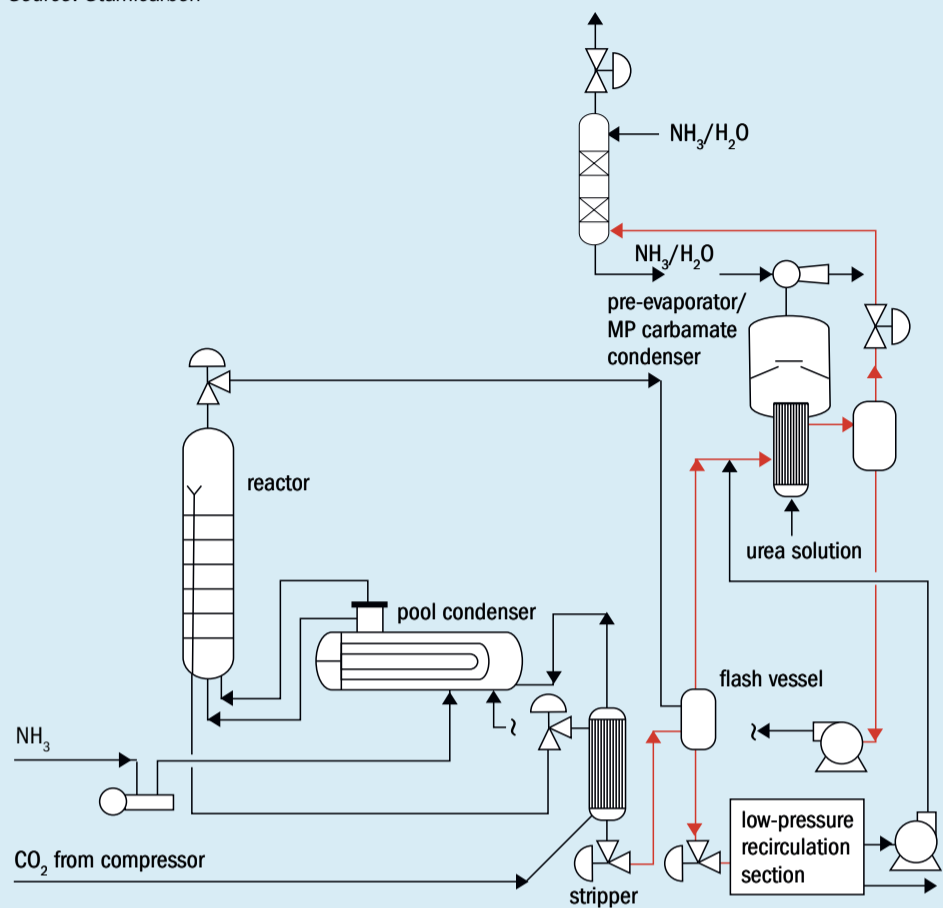 NH₃/H₂O
NH₃/H₂O
pre-evaporator/
MP carbamate
condenser
reactor
urea solution
pool condenser
flash vessel
NH₃
CO₂ from compressor
low-pressure
recirculation
section
stripper